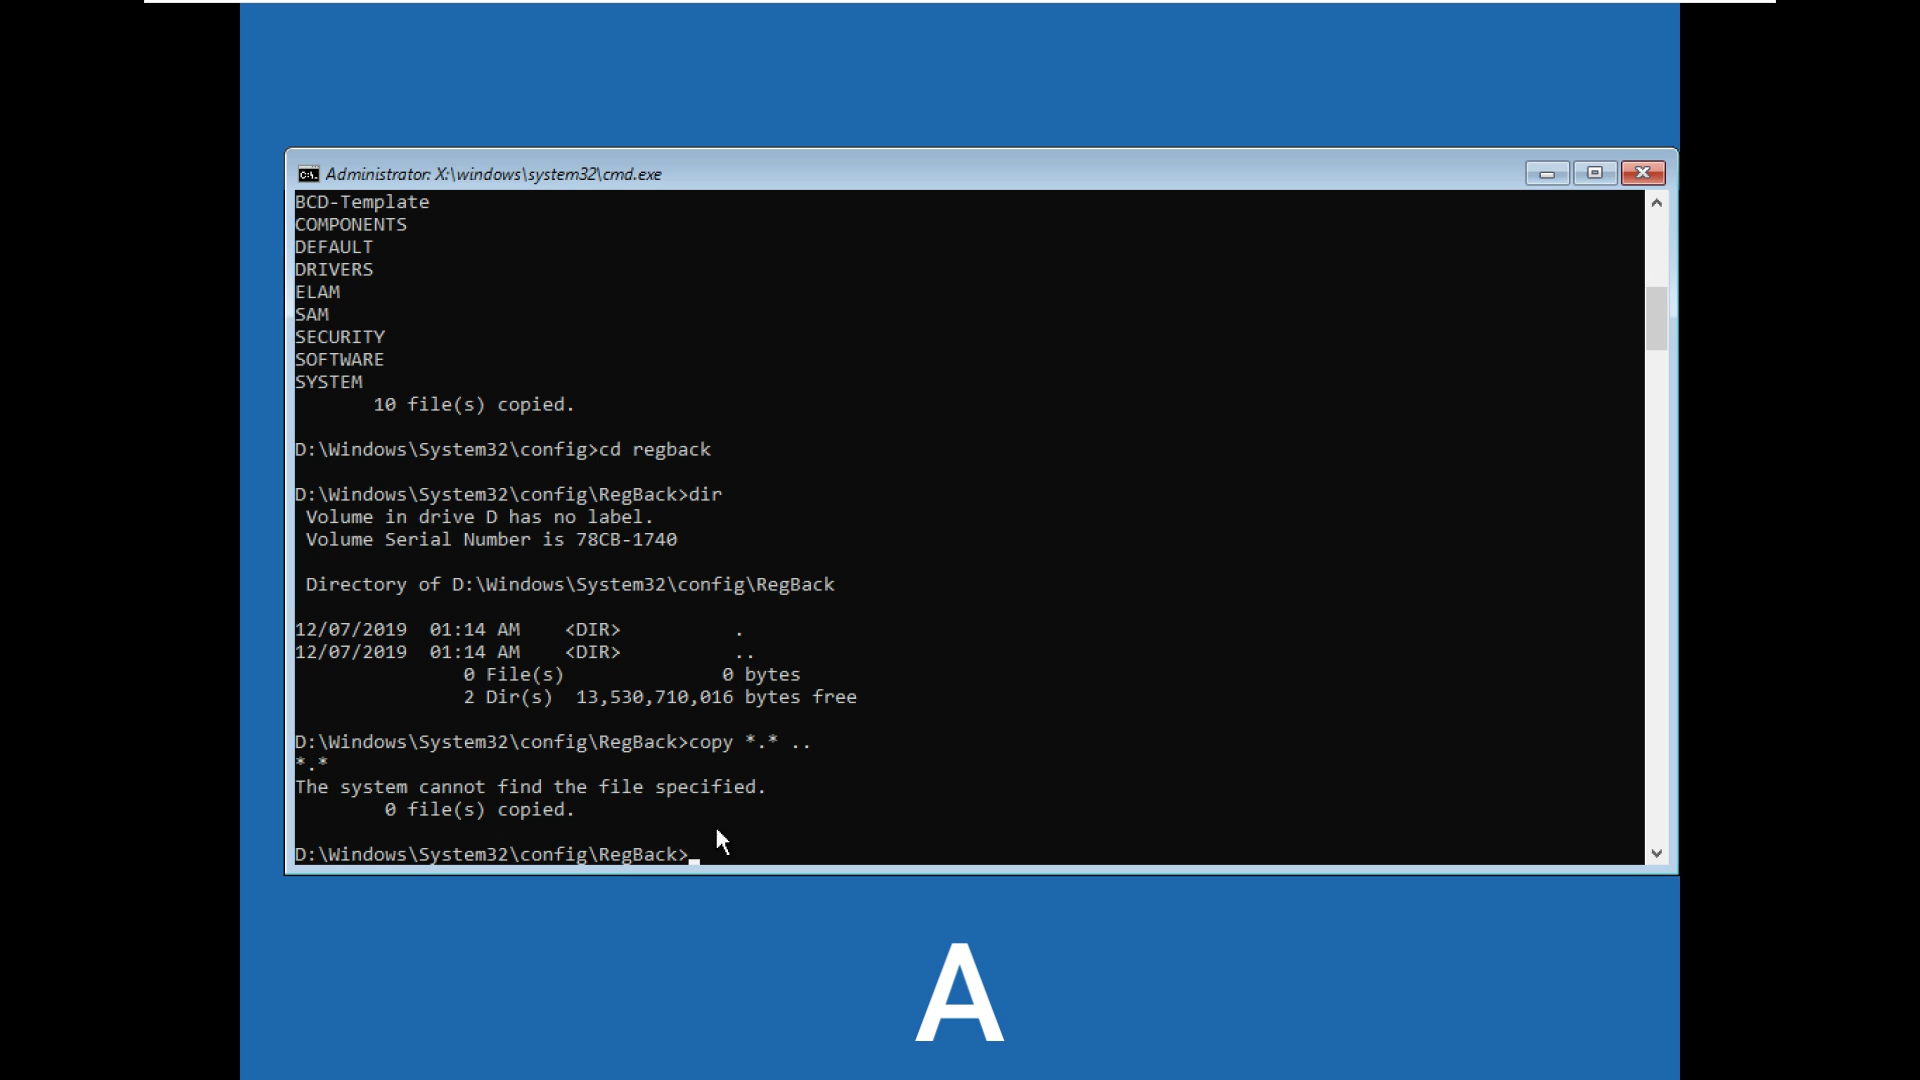 Administrator: X:\windows\system32\cmd.exe
BCD-Template
COMPONENTS
DEFAULT
DRIVERS
ELAM
SAM
SECURITY
SOFTWARE
SYSTEM
10 file(s) copied.
D:\Windows\System32\config>cd regback
D:\Windows\System32\config\RegBack>dir
Volume in drive D has no label.
Volume Serial Number is 78CB-1740
Directory of D:\Windows\System32\config\RegBack
12/07/2019  01:14 AM    <DIR>          .
12/07/2019  01:14 AM    <DIR>          ..
0 File(s)              0 bytes
2 Dir(s)  13,530,710,016 bytes free
D:\Windows\System32\config\RegBack>copy *.* ..
*.*
The system cannot find the file specified.
0 file(s) copied.
D:\Windows\System32\config\RegBack>
A